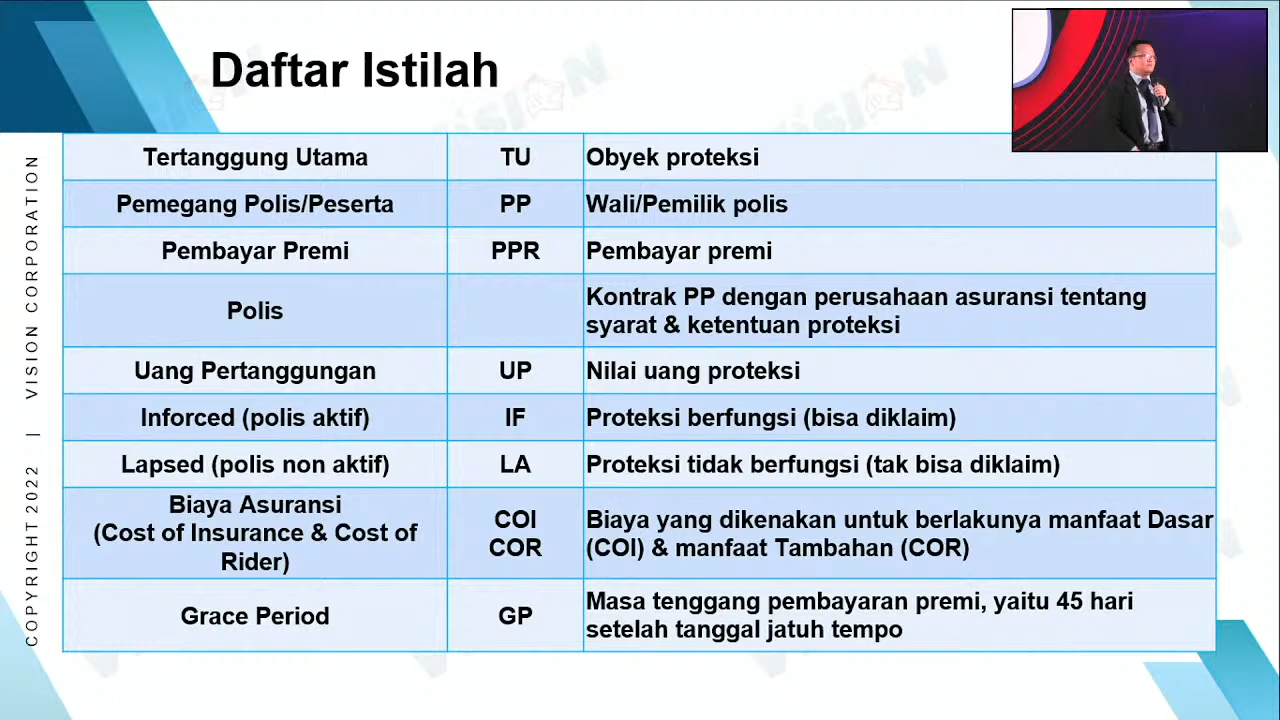 Daftar Istilah
Tertanggung Utama TU Obyek proteksi
Pemegang Polis/Peserta PP Wali/Pemilik polis
Pembayar Premi PPR Pembayar premi
Polis Kontrak PP dengan perusahaan asuransi tentang
syarat & ketentuan proteksi
Uang Pertanggungan UP Nilai uang proteksi
Inforced (polis aktif) IF Proteksi berfungsi (bisa diklaim)
Lapsed (polis non aktif) LA Proteksi tidak berfungsi (tak bisa diklaim)
Biaya Asuransi
(Cost of Insurance & Cost of
Rider)
COI
COR
Biaya yang dikenakan untuk berlakunya manfaat Dasar
(COI) & manfaat Tambahan (COR)
Grace Period GP Masa tenggang pembayaran premi, yaitu 45 hari
setelah tanggal jatuh tempo
COPYRIGHT 2022 | VISION CORPORATION